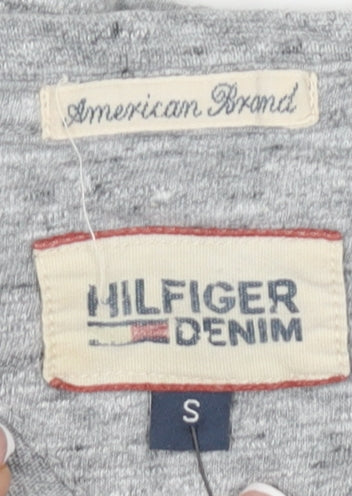 American Brand
HILFIGER
DENIM
S